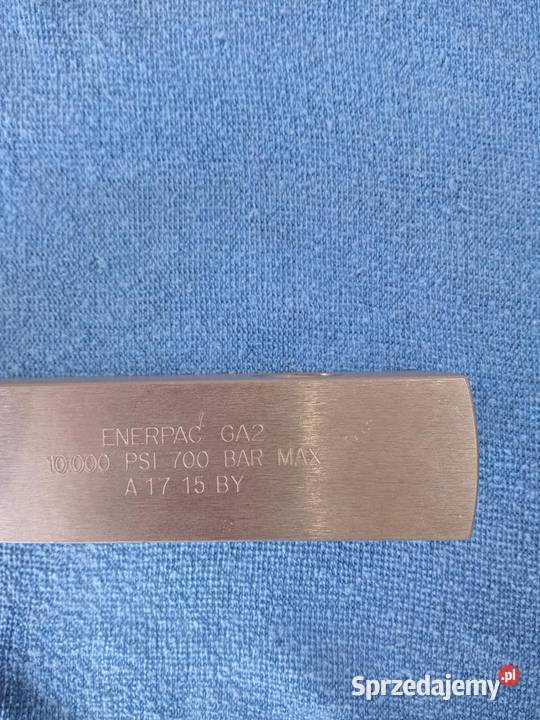 ENERPAC GA2
10,000 PSI 700 BAR MAX
A 17 15 BY
Sprzedajemy.pl